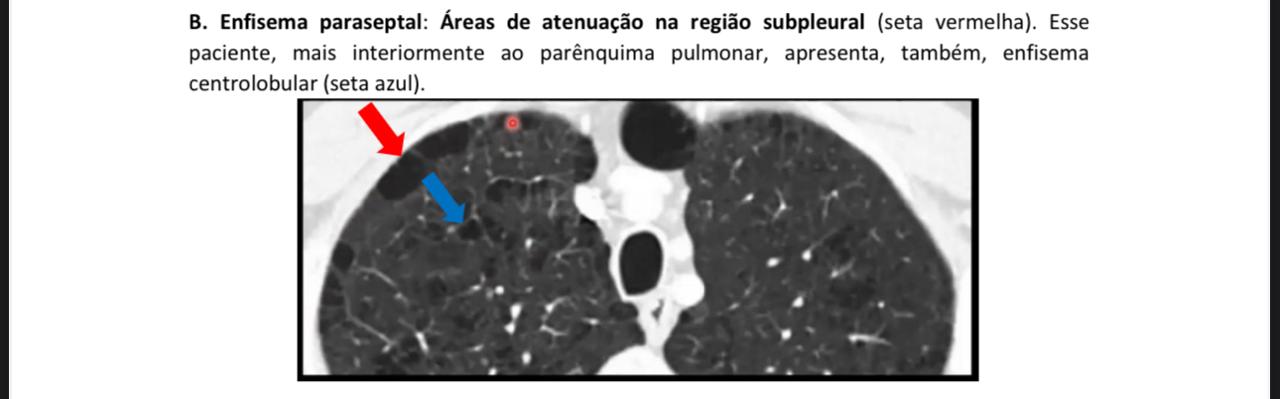 B. Enfisema paraseptal: Áreas de atenuação na região subpleural (seta vermelha). Esse
paciente, mais interiormente ao parênquima pulmonar, apresenta, também, enfisema
centrolobular (seta azul).